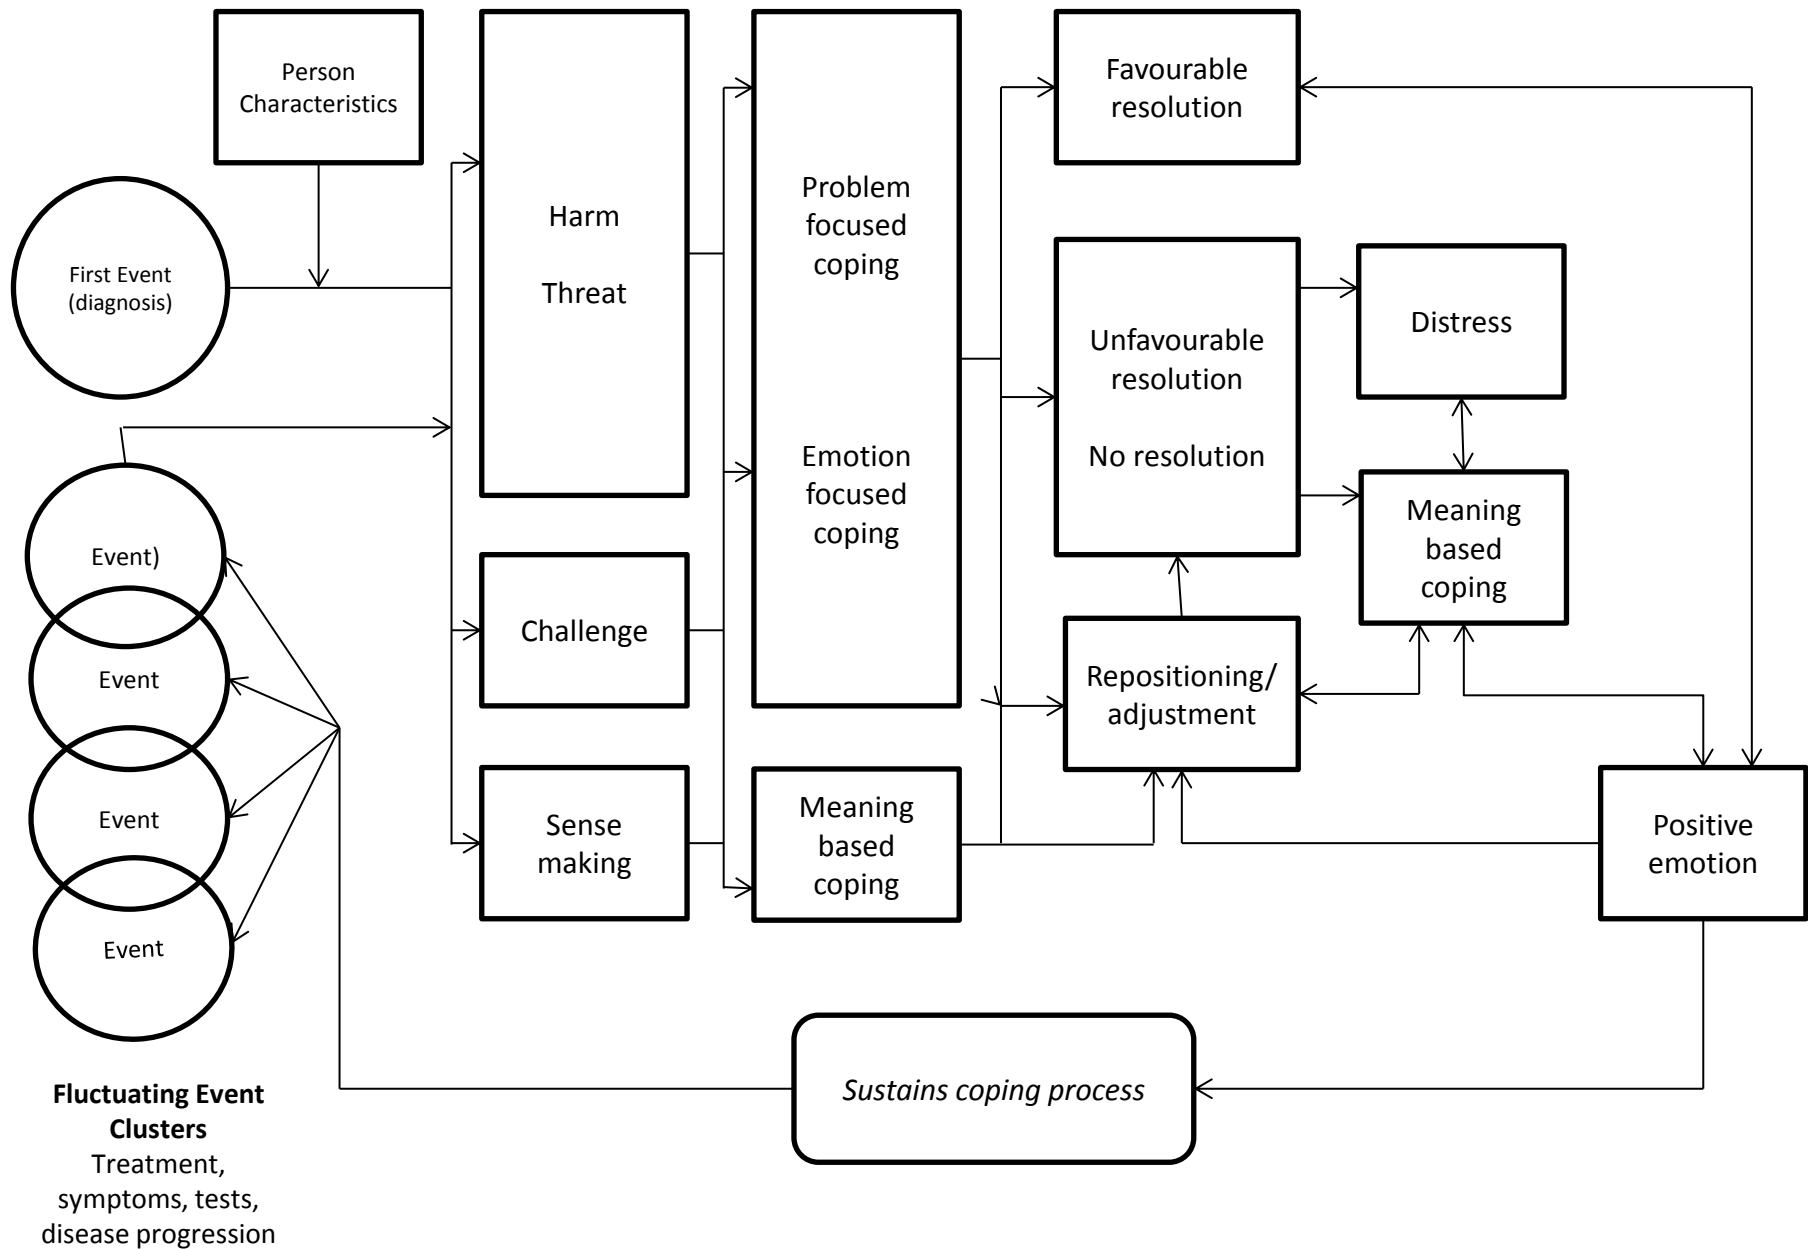 Person
Characteristics
First Event
(diagnosis)
Event)
Event
Event
Event
Fluctuating Event
Clusters
Treatment,
symptoms, tests,
disease progression
Harm
Threat
Challenge
Sense
making
Problem
focused
coping
Emotion
focused
coping
Meaning
based
coping
Favourable
resolution
Unfavourable
resolution
No resolution
Repositioning/
adjustment
Distress
Meaning
based
coping
Positive
emotion
Sustains coping process